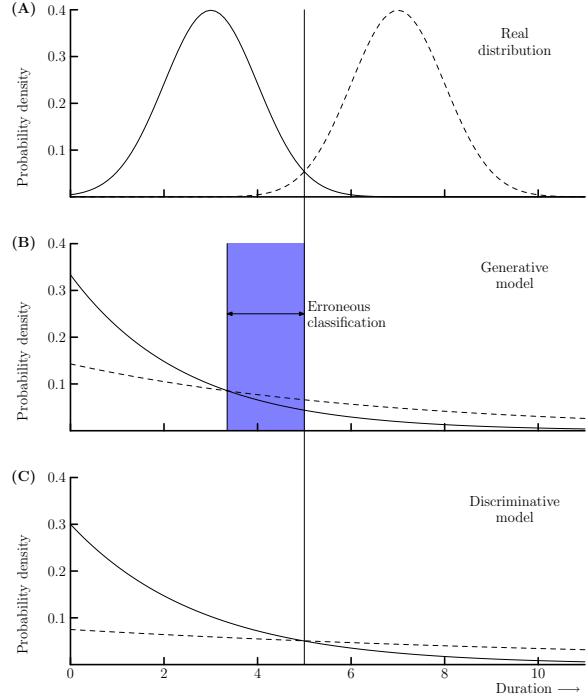 (A)
0.4
0.3
0.2
0.1
Probability density
Real
distribution
(B)
0.4
0.3
0.2
0.1
Probability density
Generative
model
Erroneous
classification
(C)
0.4
0.3
0.2
0.1
Probability density
Discriminative
model
0 2 4 6 8 10
Duration ⟶